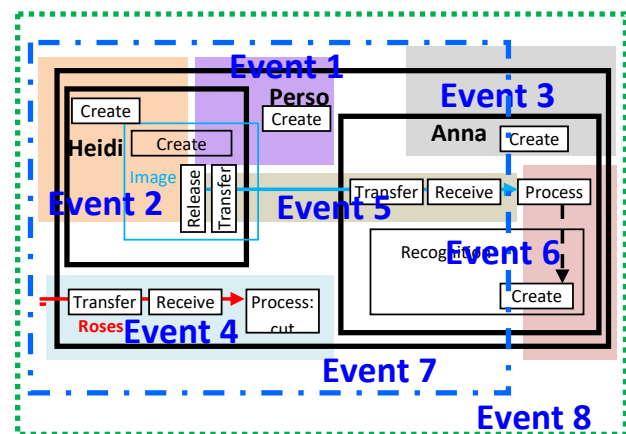 Event 1
Perso
Create
Event 3
Anna
Create
Create
Heidi
Create
Image
Release
Transfer
Event 2
Event 5
Transfer
Receive
Process
Event 6
Recognition
Create
Transfer
Receive
Process:
cut
Roses
Event 4
Event 7
Event 8